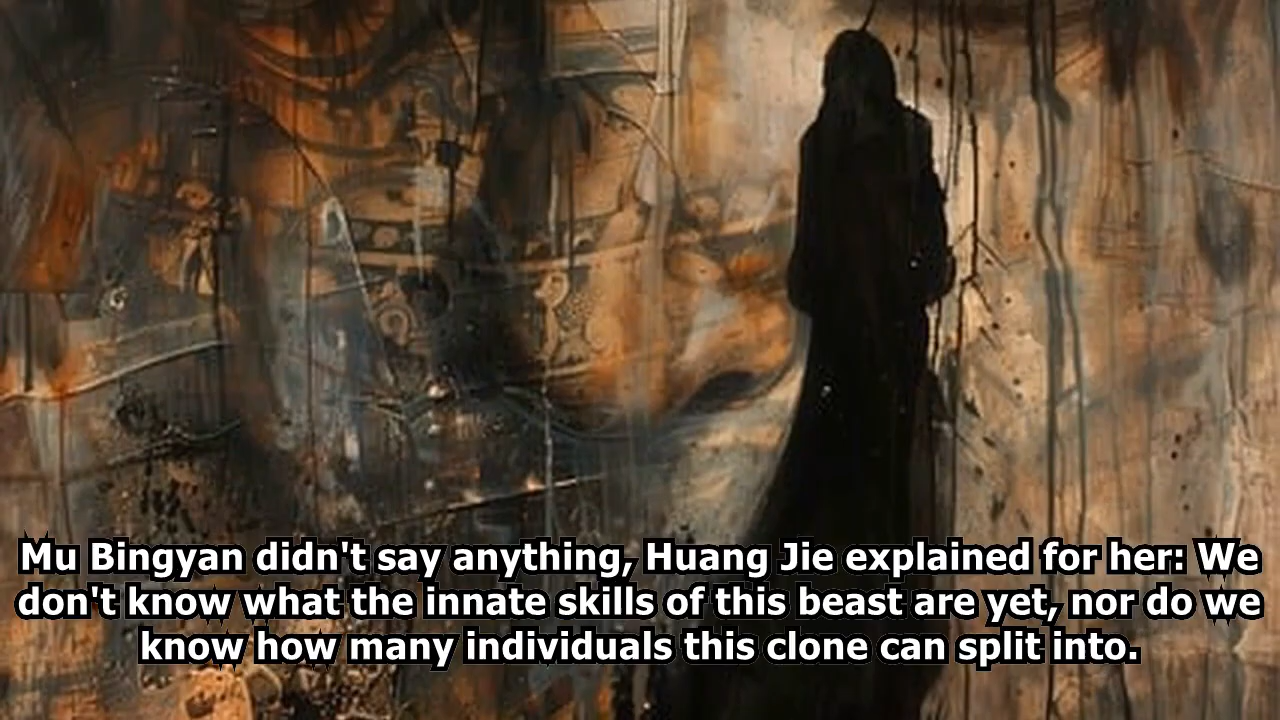 Mu Bingyan didn't say anything, Huang Jie explained for her: We
don't know what the innate skills of this beast are yet, nor do we
know how many individuals this clone can split into.